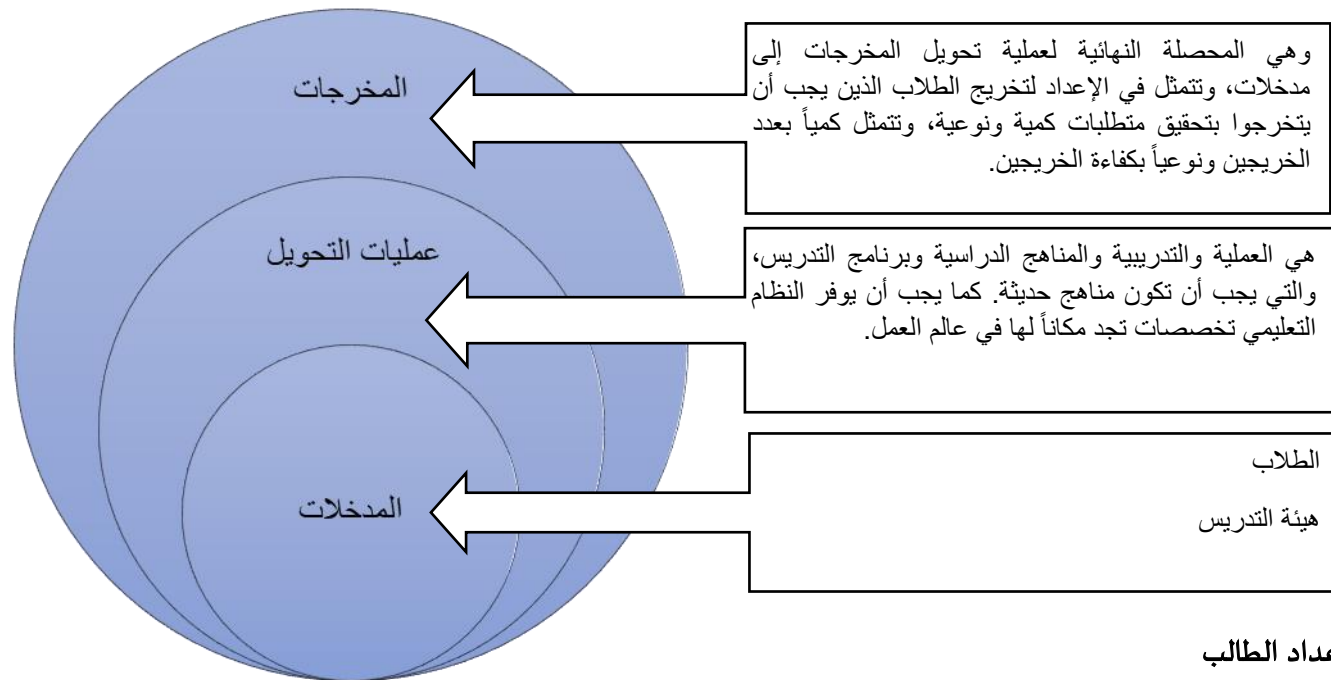 المخرجات
وهي المحصلة النهائية لعملية تحويل المخرجات إلى
مدخلات، وتتمثل في الإعداد لتخريج الطلاب الذين يجب أن
يتخرجوا بتحقيق متطلبات كمية ونوعية، وتتمثل كمياً بعدد
الخريجين ونوعياً بكفاءة الخريجين.
عمليات التحويل
هي العملية والتدريبية والمناهج الدراسية وبرنامج التدريس،
والتي يجب أن تكون مناهج حديثة. كما يجب أن يوفر النظام
التعليمي تخصصات تجد مكاناً لها في عالم العمل.
المدخلات
الطلاب
هيئة التدريس
عداد الطالب